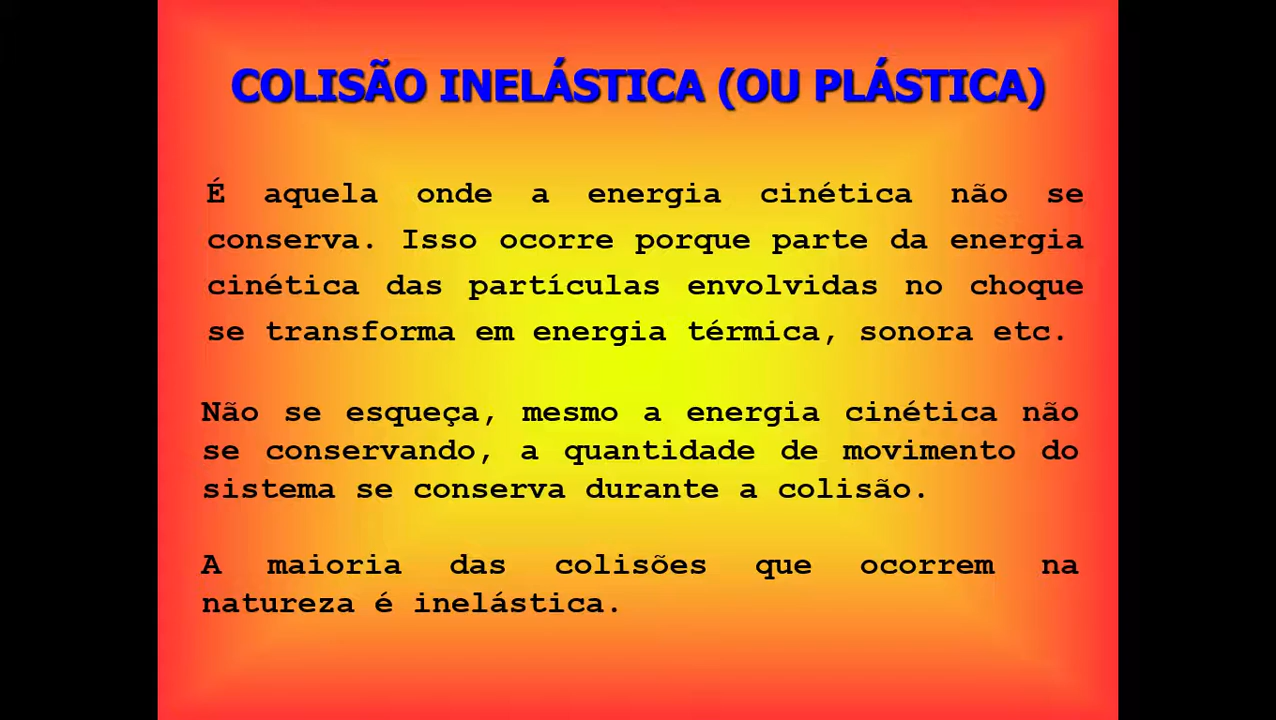 COLISÃO INELÁSTICA (OU PLÁSTICA)
É aquela onde a energia cinética não se
conserva. Isso ocorre porque parte da energia
cinética das partículas envolvidas no choque
se transforma em energia térmica, sonora etc.
Não se esqueça, mesmo a energia cinética não
se conservando, a quantidade de movimento do
sistema se conserva durante a colisão.
A maioria das colisões que ocorrem na
natureza é inelástica.